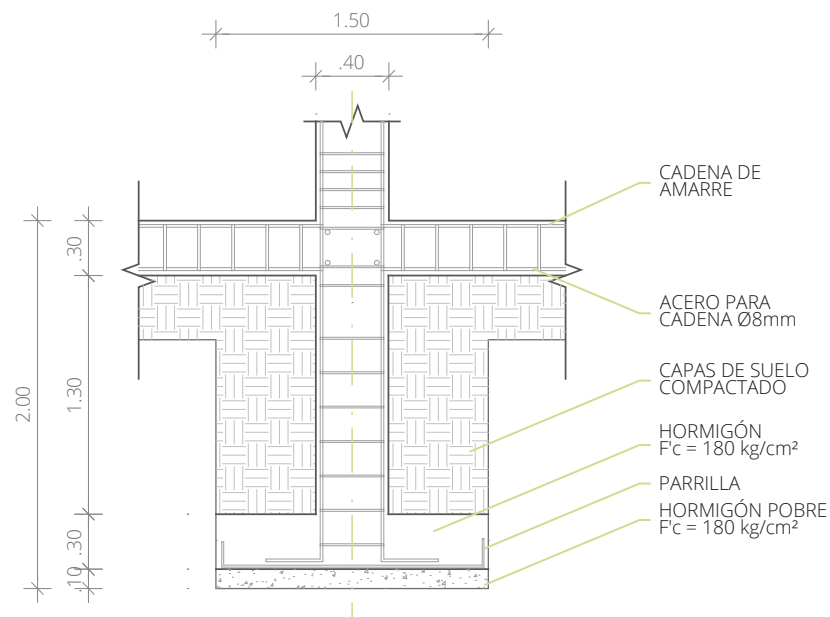 1.50
.40
CADENA DE
AMARRE
.30
ACERO PARA
CADENA Ø8mm
CAPAS DE SUELO
COMPACTADO
2.00
1.30
HORMIGÓN
F'c = 180 kg/cm²
PARRILLA
HORMIGÓN POBRE
F'c = 180 kg/cm²
.30
.10